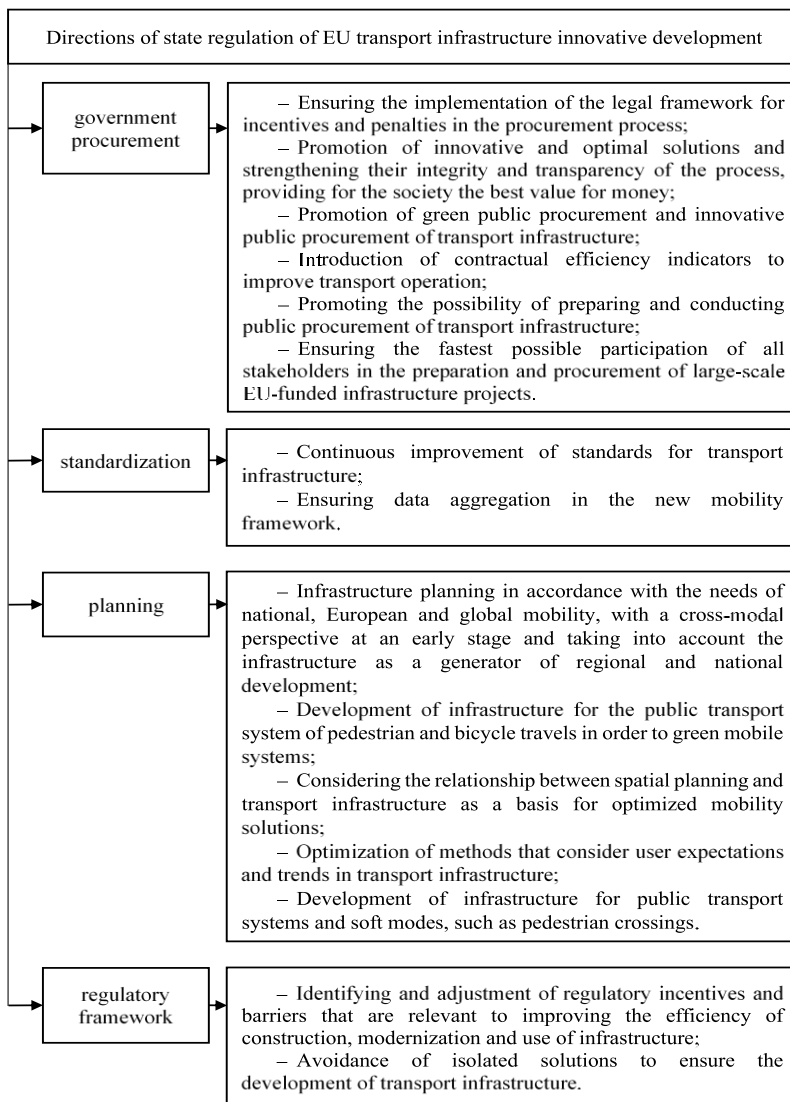 Directions of state regulation of EU transport infrastructure innovative development
government
procurement
– Ensuring the implementation of the legal framework for
incentives and penalties in the procurement process;
– Promotion of innovative and optimal solutions and
strengthening their integrity and transparency of the process,
providing for the society the best value for money;
– Promotion of green public procurement and innovative
public procurement of transport infrastructure;
– Introduction of contractual efficiency indicators to
improve transport operation;
– Promoting the possibility of preparing and conducting
public procurement of transport infrastructure;
– Ensuring the fastest possible participation of all
stakeholders in the preparation and procurement of large-scale
EU-funded infrastructure projects.
standardization
– Continuous improvement of standards for transport
infrastructure;
– Ensuring data aggregation in the new mobility
framework.
planning
– Infrastructure planning in accordance with the needs of
national, European and global mobility, with a cross-modal
perspective at an early stage and taking into account the
infrastructure as a generator of regional and national
development;
– Development of infrastructure for the public transport
system of pedestrian and bicycle travels in order to green mobile
systems;
– Considering the relationship between spatial planning and
transport infrastructure as a basis for optimized mobility
solutions;
– Optimization of methods that consider user expectations
and trends in transport infrastructure;
– Development of infrastructure for public transport
systems and soft modes, such as pedestrian crossings.
regulatory
framework
– Identifying and adjustment of regulatory incentives and
barriers that are relevant to improving the efficiency of
construction, modernization and use of infrastructure;
– Avoidance of isolated solutions to ensure the
development of transport infrastructure.